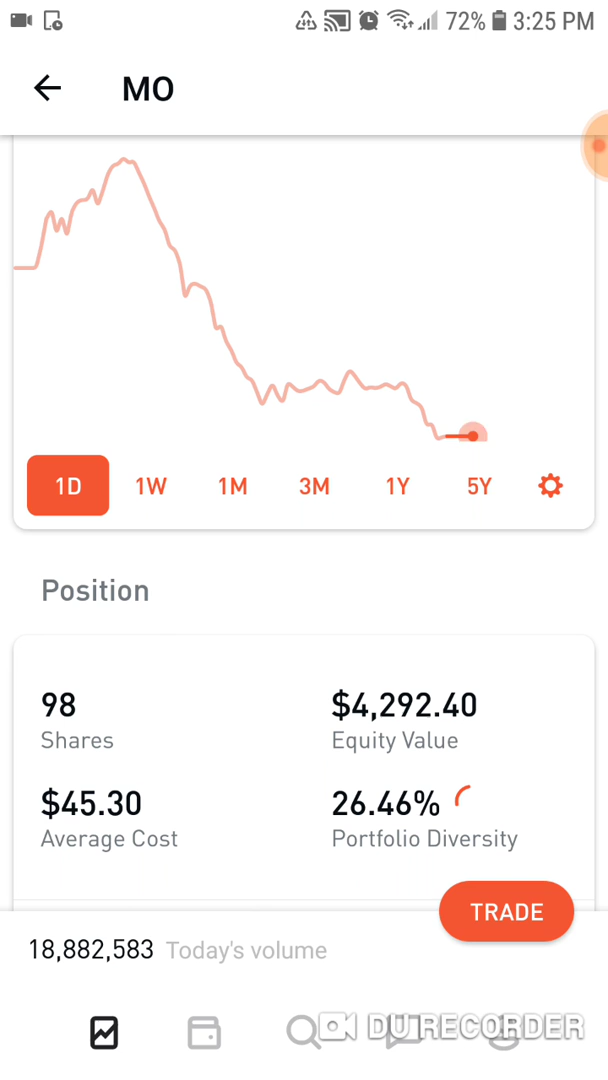 72% 3:25 PM
MO
1D 1W 1M 3M 1Y 5Y
Position
98 $4,292.40
Shares Equity Value
$45.30 26.46%
Average Cost Portfolio Diversity
TRADE
18,882,583 Today's volume
DU RECORDER